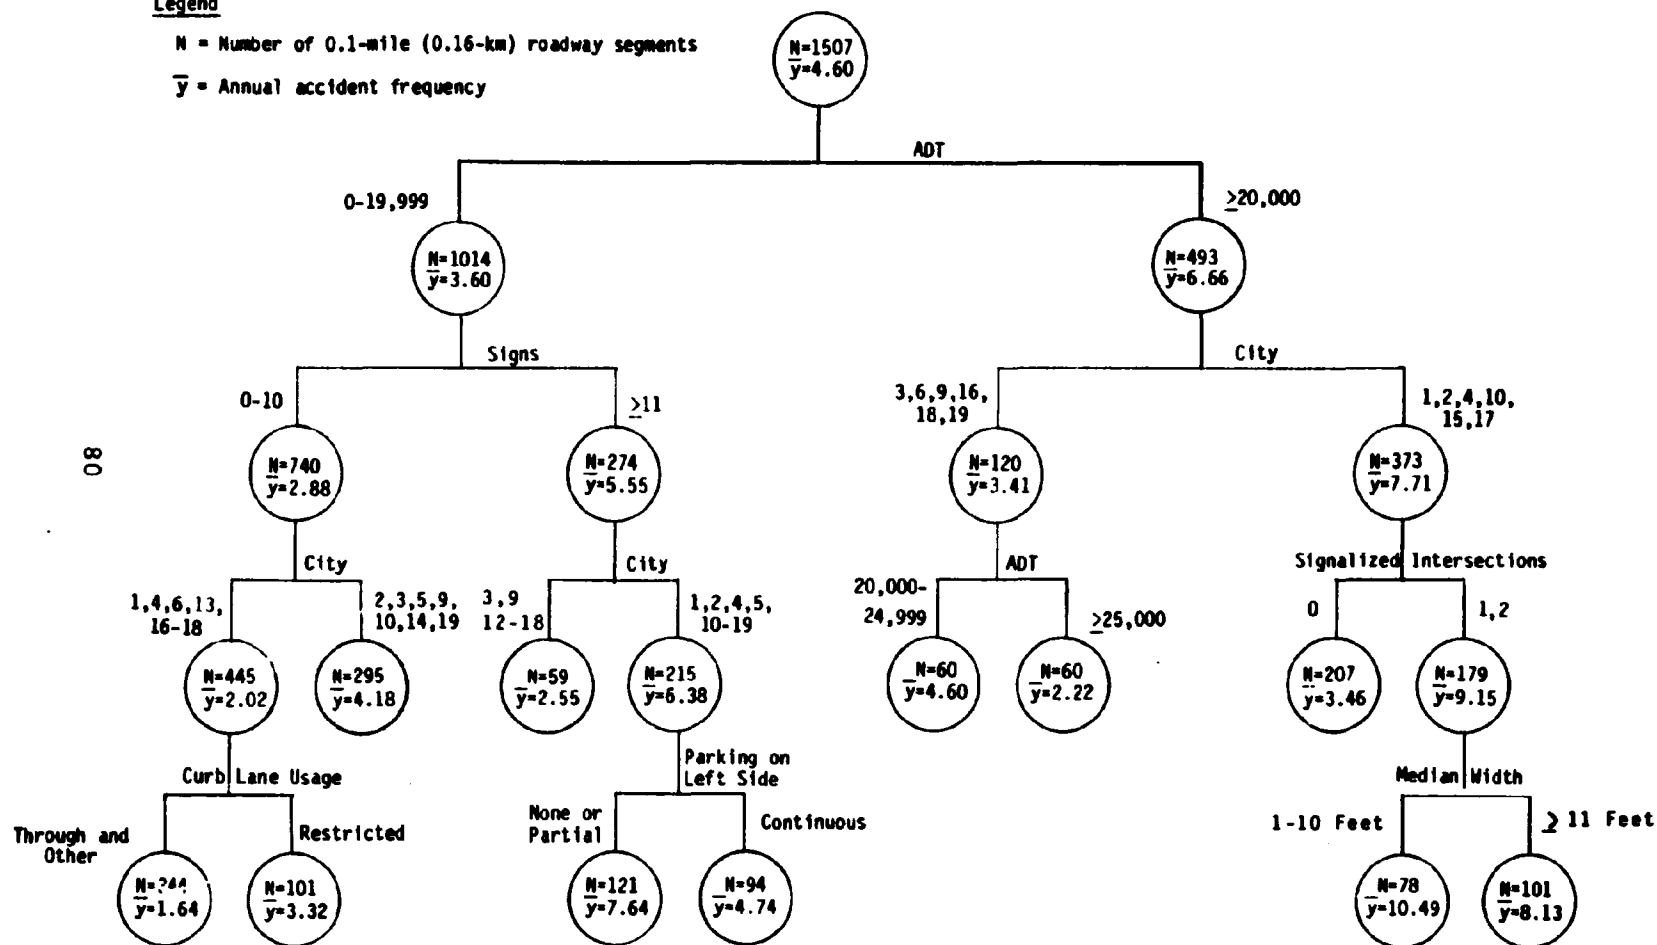 Legend
N = Number of 0.1-mile (0.16-km) roadway segments
y = Annual accident frequency
N=1507
y=4.60
ADT
0-19,999
≥20,000
N=1014
y=3.60
N=493
y=6.66
Signs
City
0-10
≥11
3,6,9,16,
18,19
1,2,4,10,
15,17
N=740
y=2.88
N=274
y=5.55
N=120
y=3.41
N=373
y=7.71
80
City
City
ADT
Signalized Intersections
1,4,6,13,
16-18
2,3,5,9,
10,14,19
3,9
12-18
1,2,4,5,
10-19
20,000-
24,999
≥25,000
0
1,2
N=445
y=2.02
N=295
y=4.18
N=59
y=2.55
N=215
y=6.38
N=60
y=4.60
N=60
y=2.22
N=207
y=3.46
N=179
y=9.15
Curb Lane Usage
Parking on
Left Side
Median Width
Through and
Other
Restricted
None or
Partial
Continuous
1-10 Feet
≥ 11 Feet
y=1.64
N=101
y=3.32
N=121
y=7.64
N=94
y=4.74
N=78
y=10.49
N=101
y=8.13